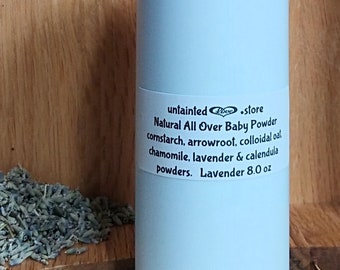 untainted .store
Natural All Over Baby Powder
cornstarch, arrowroot, colloidal oat,
chamomile, lavender & calendula
powders. Lavender 8.0 oz